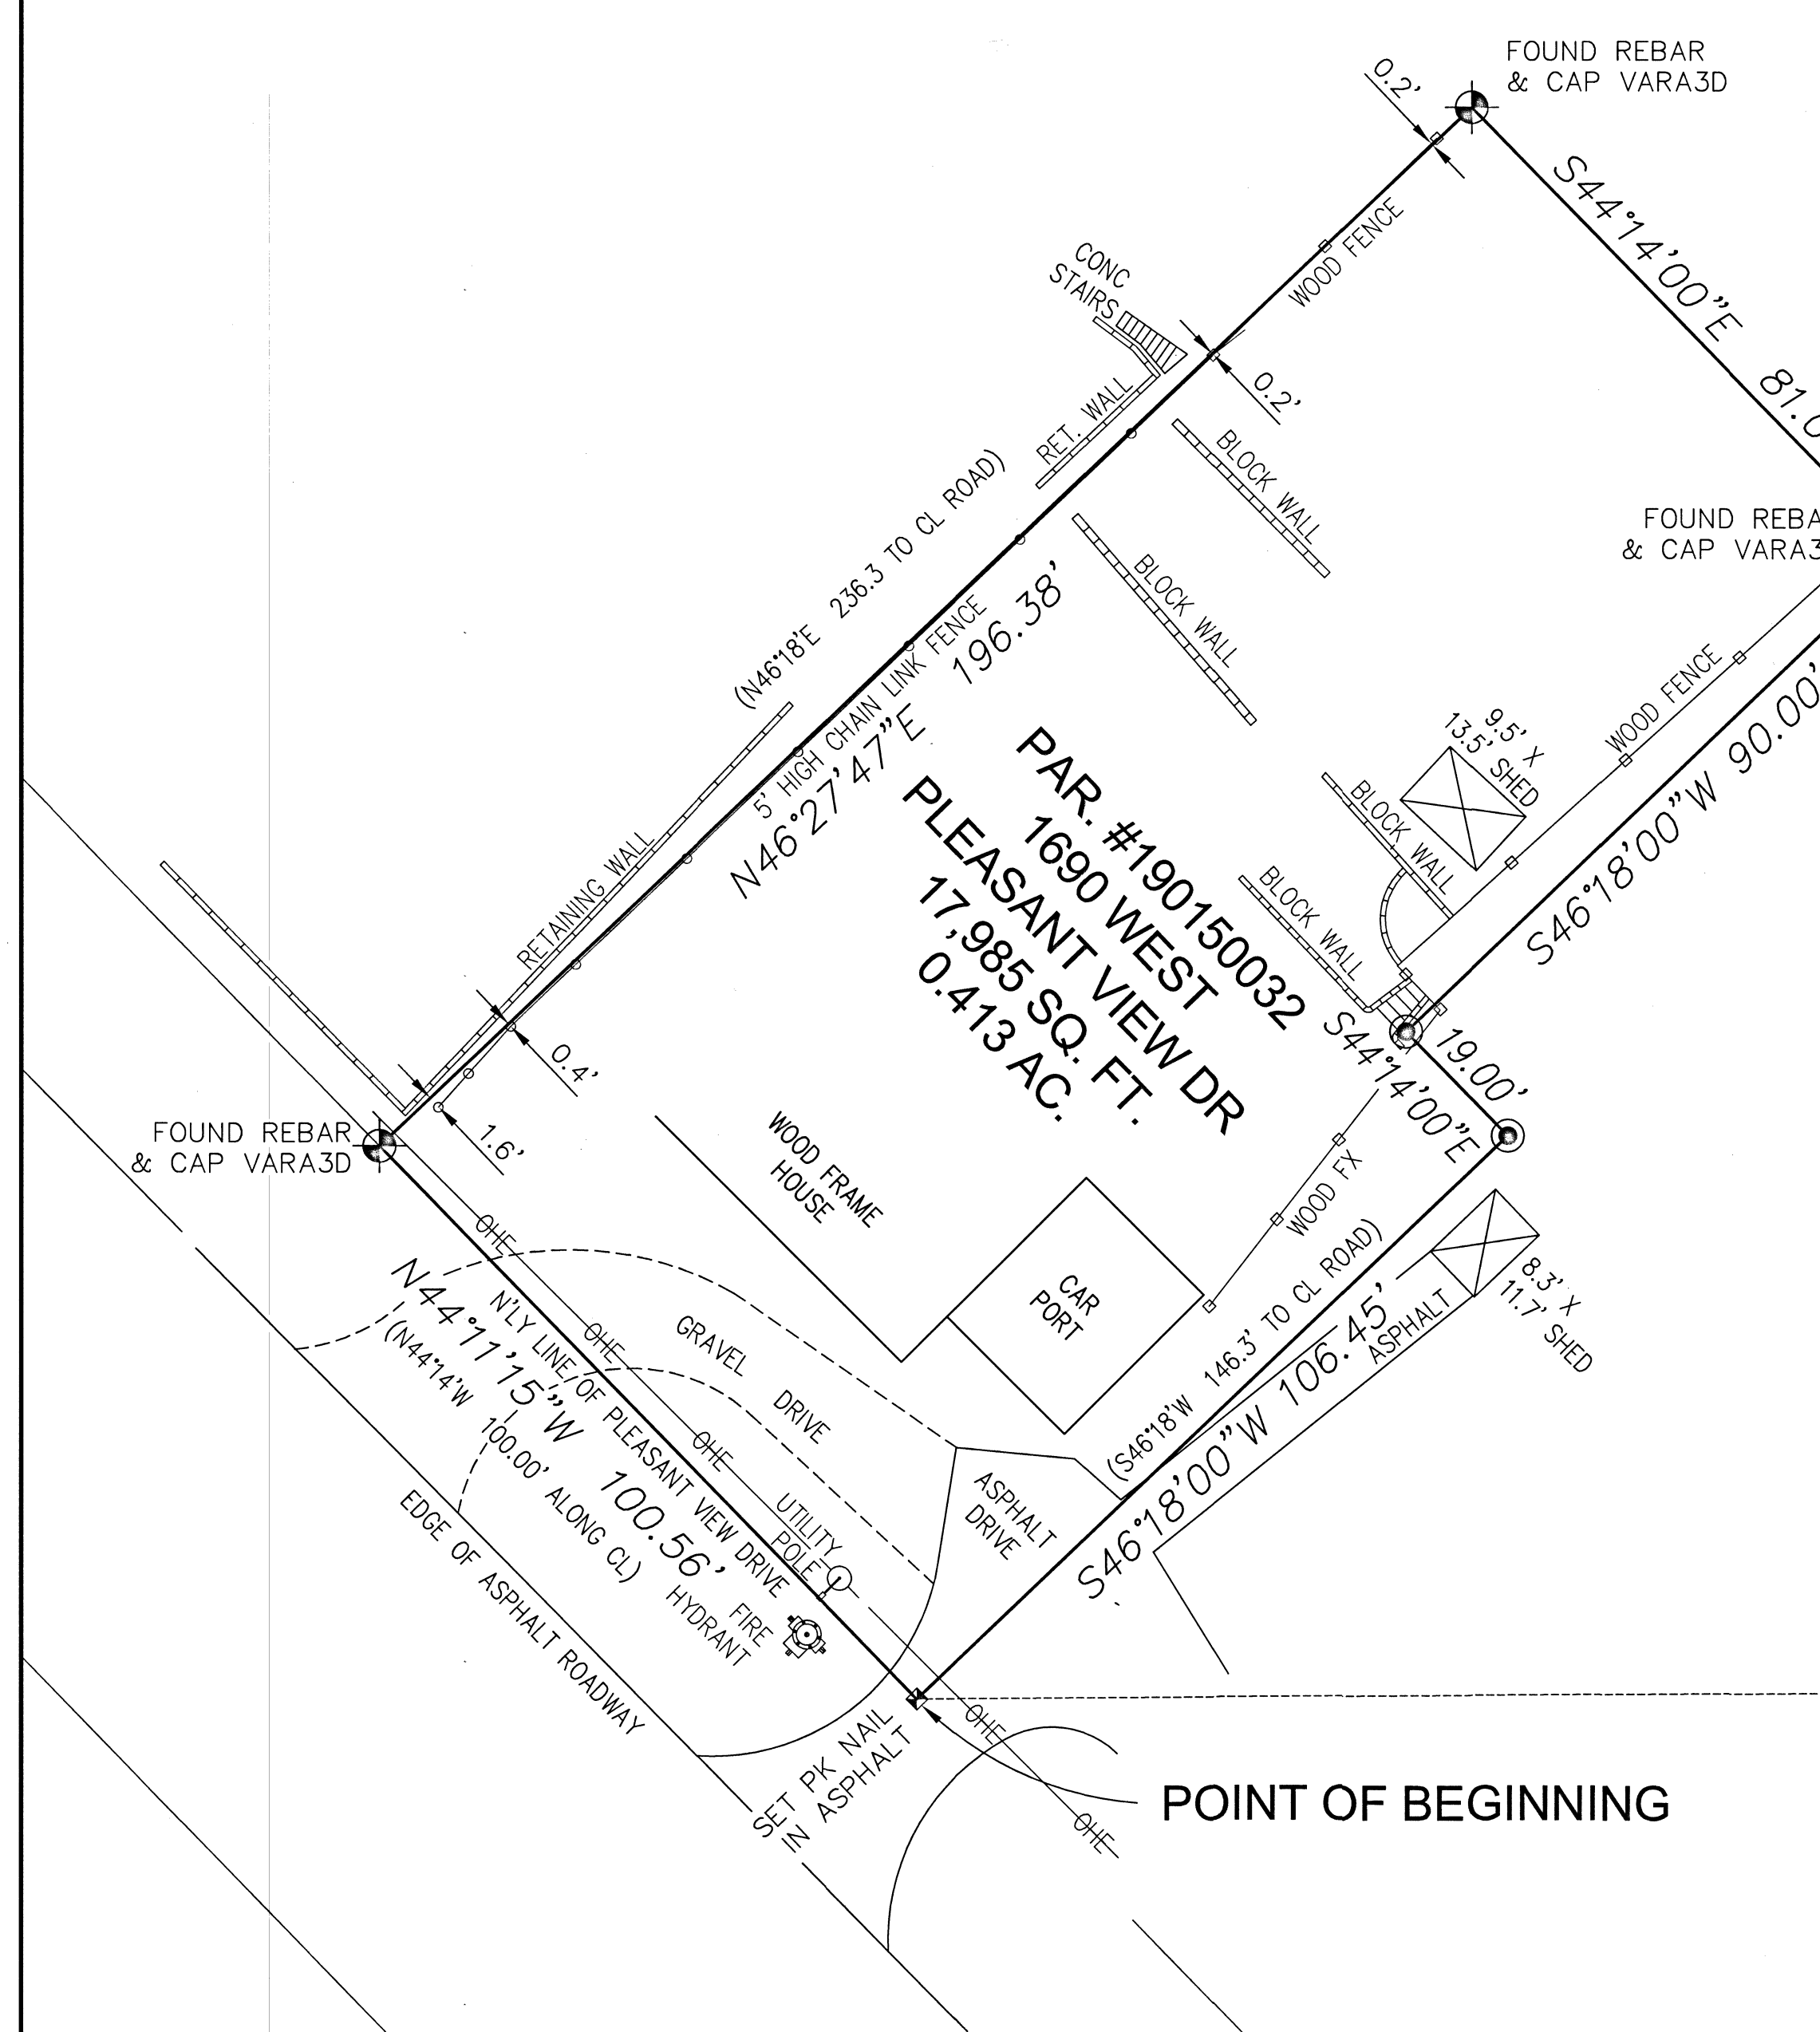 FOUND REBAR
& CAP VARA3D
0.2'
S44°14'00"E 81.0
WOOD FENCE
CONC
STAIRS
0.2'
RET. WALL
BLOCK WALL
BLOCK WALL
FOUND REBA
& CAP VARA3
(N46°18'E 236.3 TO CL ROAD)
5' HIGH CHAIN LINK FENCE
N46°27'47"E 196.38'
WOOD FENCE
9.5' X
13.5' SHED
S46°18'00"W 90.00'
BLOCK WALL
BLOCK WALL
RETAINING WALL
PAR. #190150032
1690 WEST
PLEASANT VIEW DR
17,985 SQ. FT.
0.413 AC.
S44°14'00"E
19.00'
0.4'
1.6'
FOUND REBAR
& CAP VARA3D
WOOD FRAME
HOUSE
CAR
PORT
WOOD FX
8.3' X
11.7' SHED
ASPHALT
(S46°18'W 146.3' TO CL ROAD)
S46°18'00"W 106.45'
OHE
OHE
OHE
GRAVEL DRIVE
N'LY LINE OF PLEASANT VIEW DRIVE
N44°11'15"W 100.56'
(N44°14'W 100.00' ALONG CL)
EDGE OF ASPHALT ROADWAY
UTILITY
POLE
FIRE
HYDRANT
ASPHALT
DRIVE
SET PK NAIL
IN ASPHALT
OHE
OHE
POINT OF BEGINNING